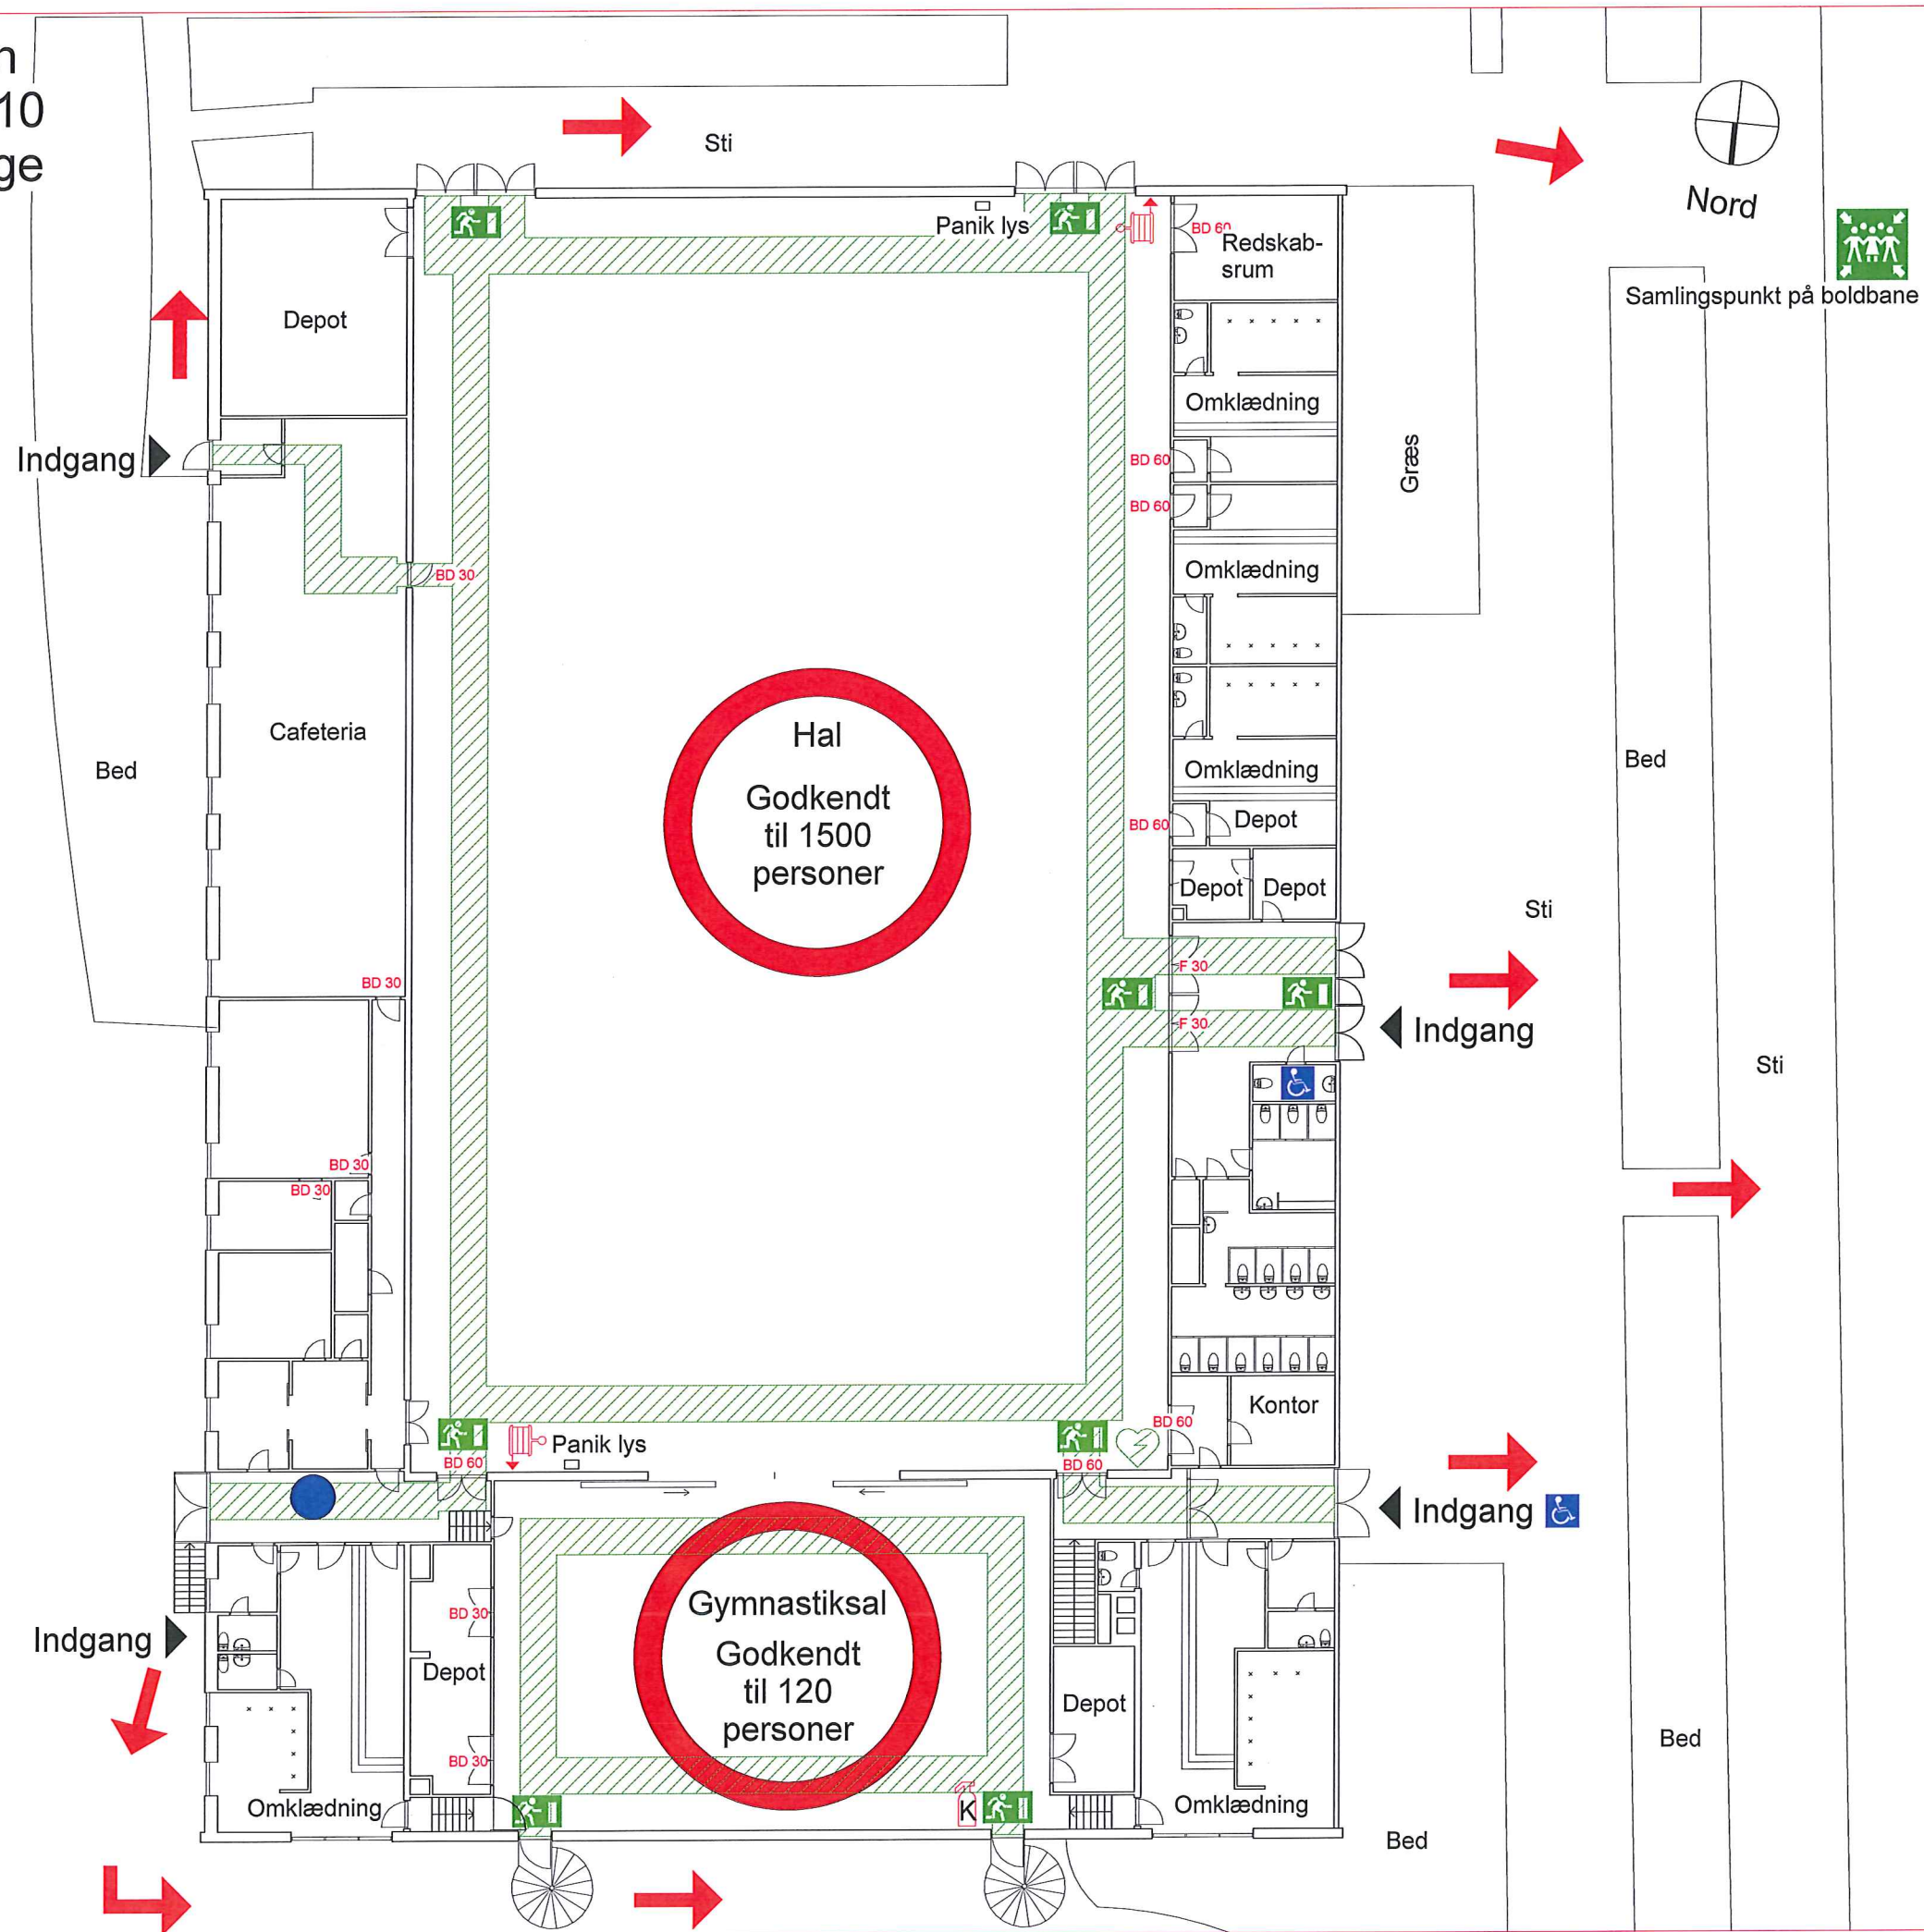 10
Sti
Nord
Panik lys
BD 60
Redskab-
srum
Samlingspunkt på boldbane
Depot
Omklædning
Indgang
Græs
BD 60
BD 60
BD 30
Omklædning
Cafeteria
Bed
Hal
Godkendt
til 1500
personer
Omklædning
Bed
BD 60
Depot
Depot
Depot
Sti
F 30
BD 30
F 30
Indgang
Sti
BD 30
BD 30
Kontor
BD 60
Panik lys
BD 60
BD 60
Indgang
Gymnastiksal
Godkendt
til 120
personer
BD 30
Indgang
Depot
Depot
BD 30
Bed
Omklædning
K
Omklædning
Bed